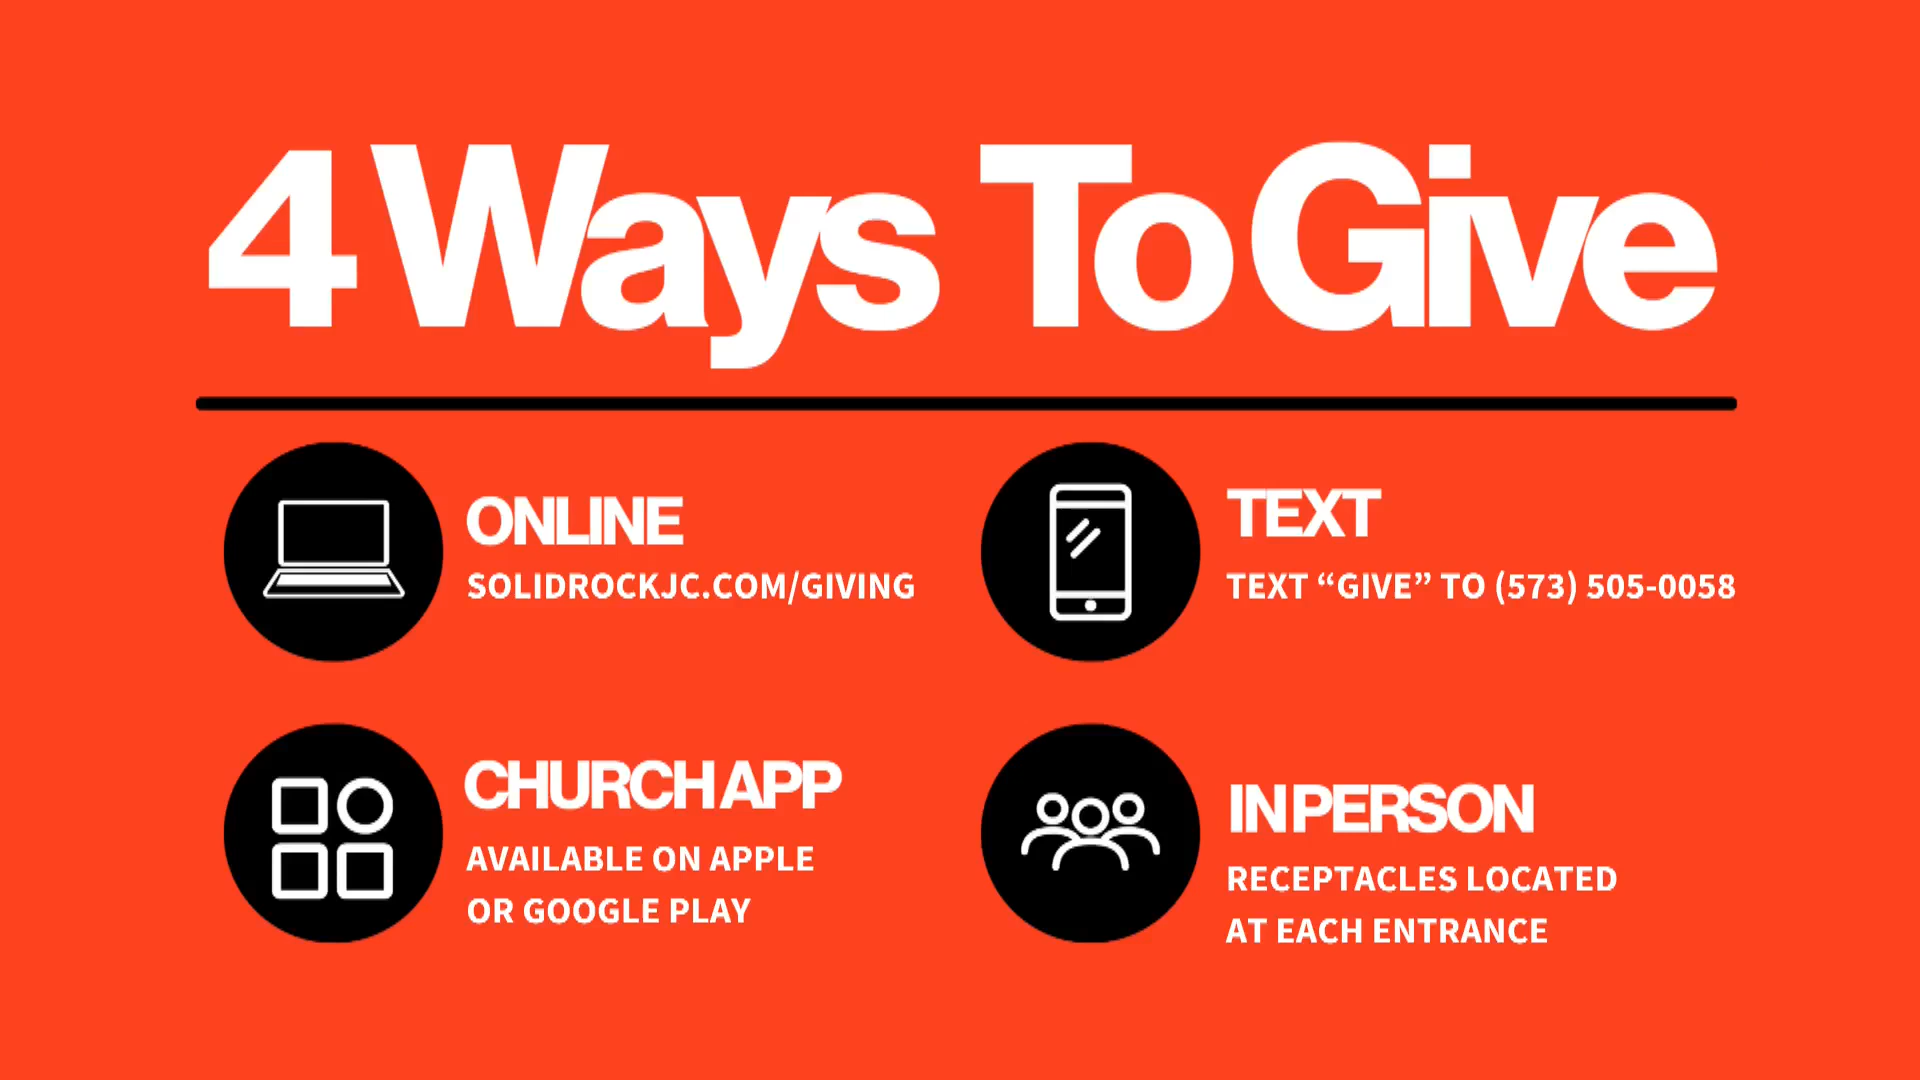 4 Ways To Give
ONLINE
SOLIDROCKJC.COM/GIVING
TEXT
TEXT “GIVE” TO (573) 505-0058
CHURCH APP
AVAILABLE ON APPLE
OR GOOGLE PLAY
IN PERSON
RECEPTACLES LOCATED
AT EACH ENTRANCE